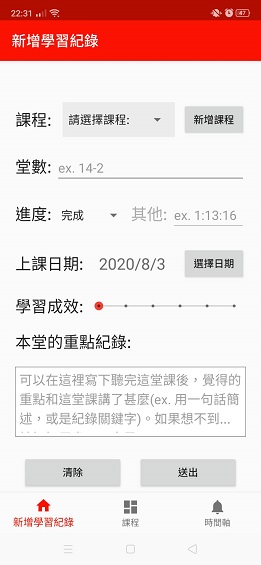 22:31 47
新增學習紀錄
課程: 請選擇課程: 新增課程
堂數: ex. 14-2
進度: 完成 其他: ex. 1:13:16
上課日期: 2020/8/3 選擇日期
學習成效:
本堂的重點紀錄:
可以在這裡寫下聽完這堂課後，覺得的
重點和這堂課講了甚麼(ex. 用一句話簡
述，或是紀錄關鍵字)。如果想不到...
清除 送出
新增學習紀錄 課程 時間軸